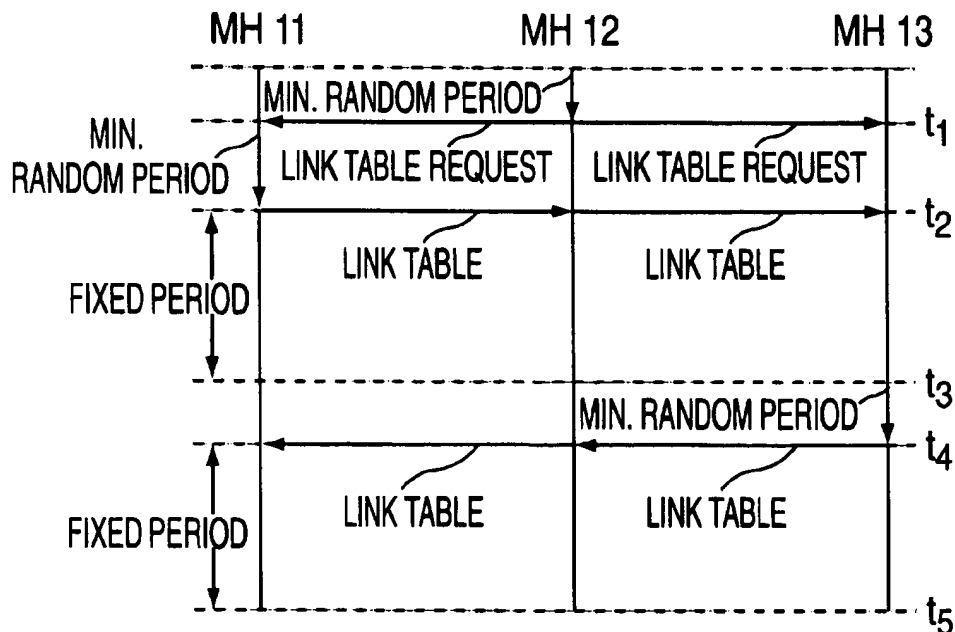 MH 11 MH 12 MH 13
MIN. RANDOM PERIOD
t1
MIN.
RANDOM PERIOD
LINK TABLE REQUEST LINK TABLE REQUEST
t2
LINK TABLE LINK TABLE
FIXED PERIOD
t3
MIN. RANDOM PERIOD
t4
LINK TABLE LINK TABLE
FIXED PERIOD
t5